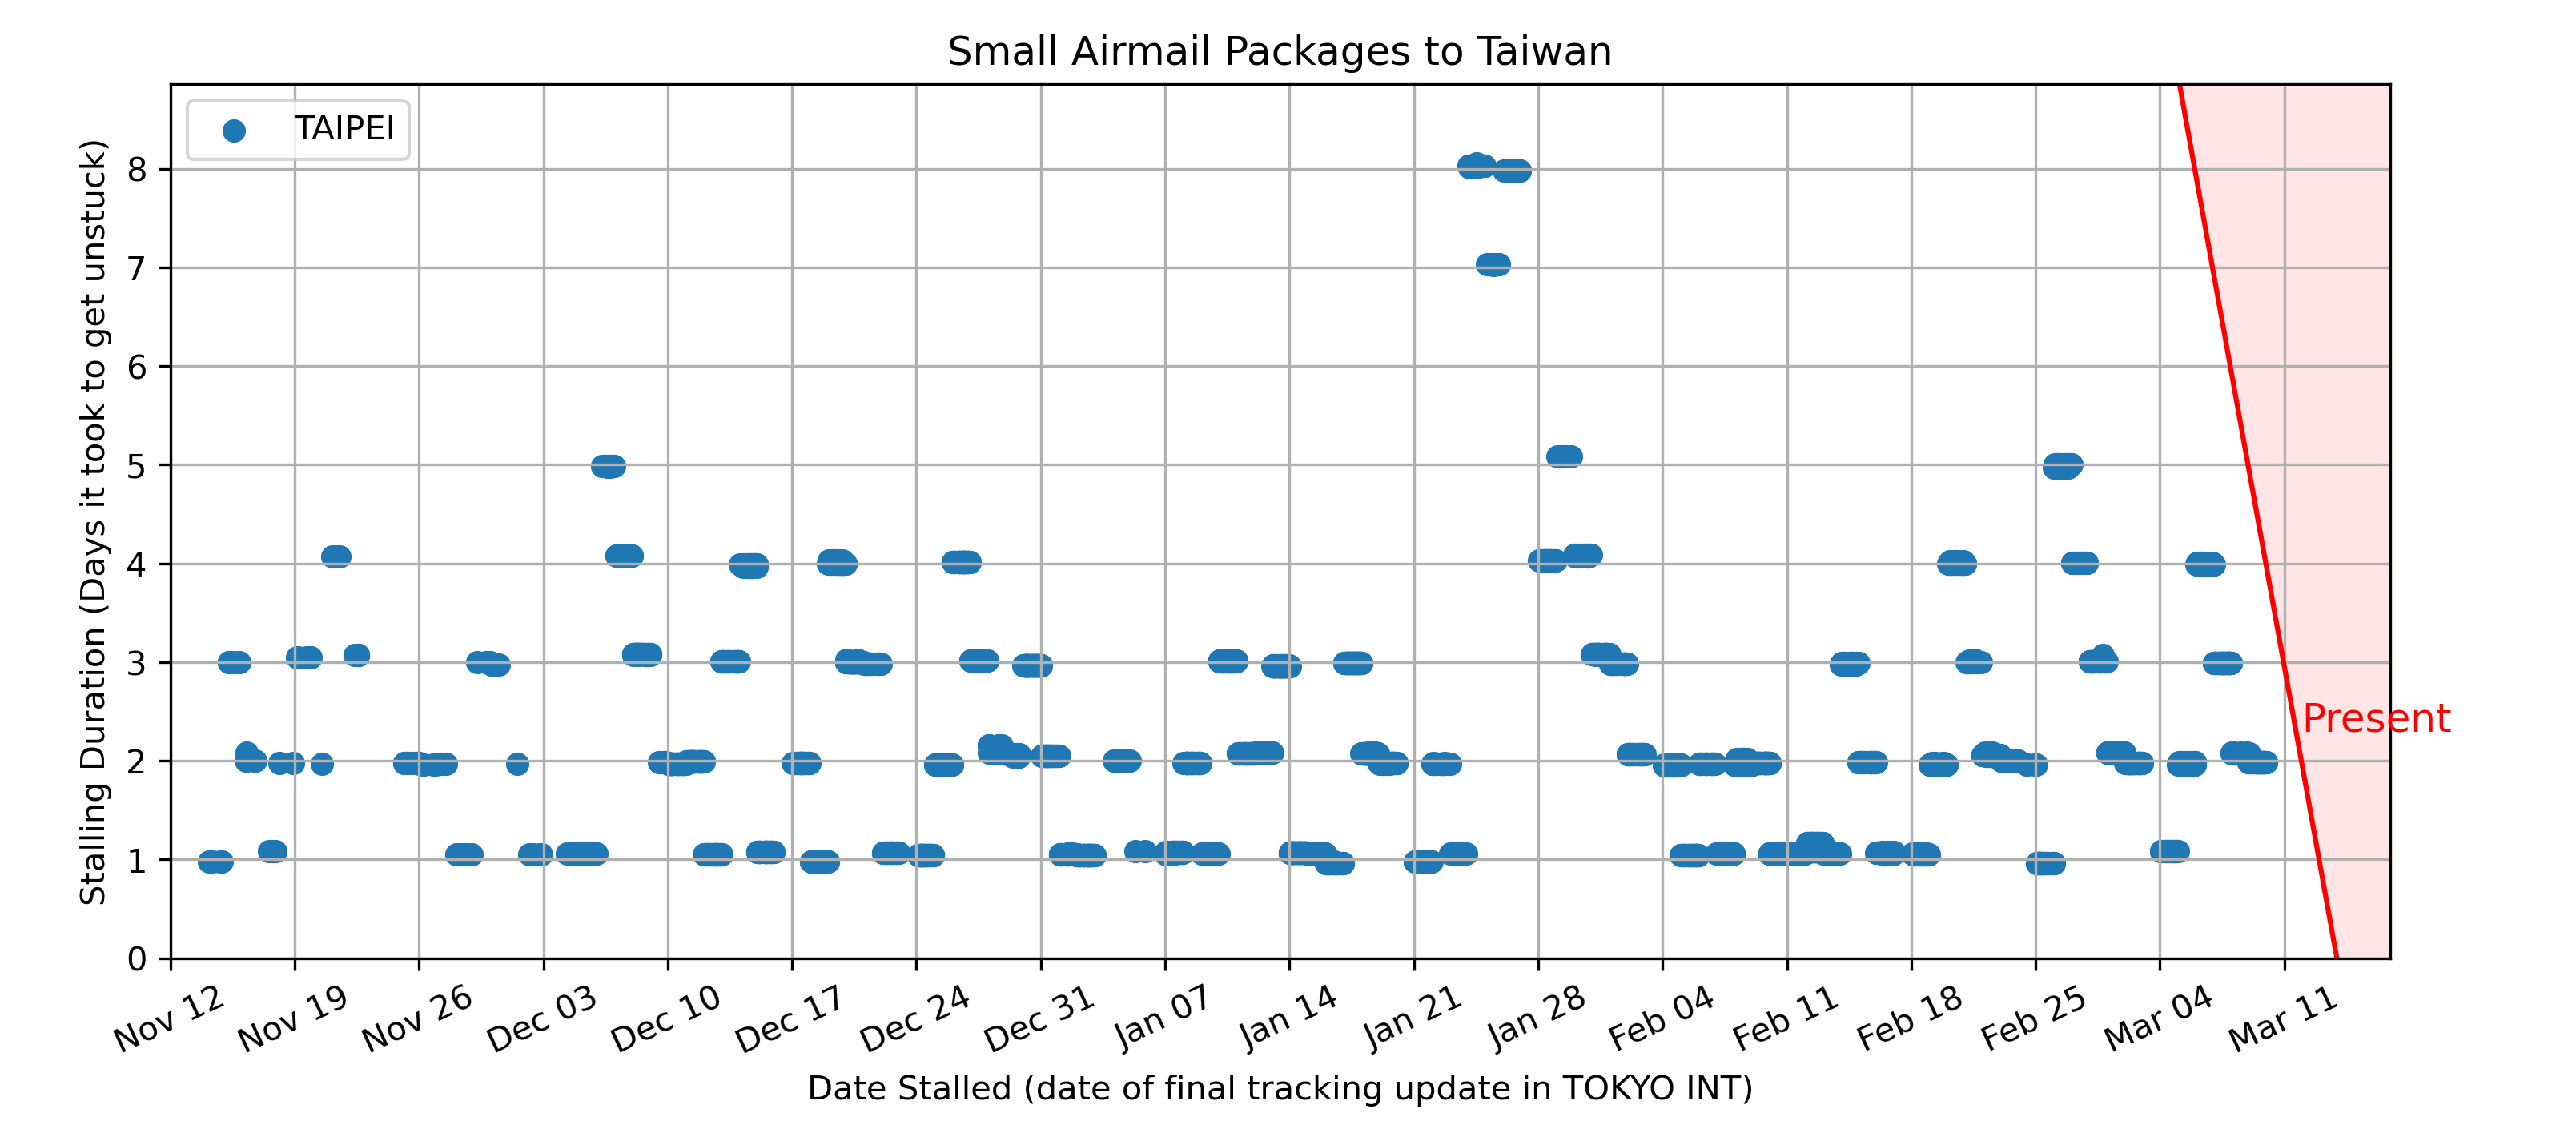 Small Airmail Packages to Taiwan
TAIPEI
Stalling Duration (Days it took to get unstuck)
8
7
6
5
4
3
2
1
0
Present
Nov 12
Nov 19
Nov 26
Dec 03
Dec 10
Dec 17
Dec 24
Dec 31
Jan 07
Jan 14
Jan 21
Jan 28
Feb 04
Feb 11
Feb 18
Feb 25
Mar 04
Mar 11
Date Stalled (date of final tracking update in TOKYO INT)